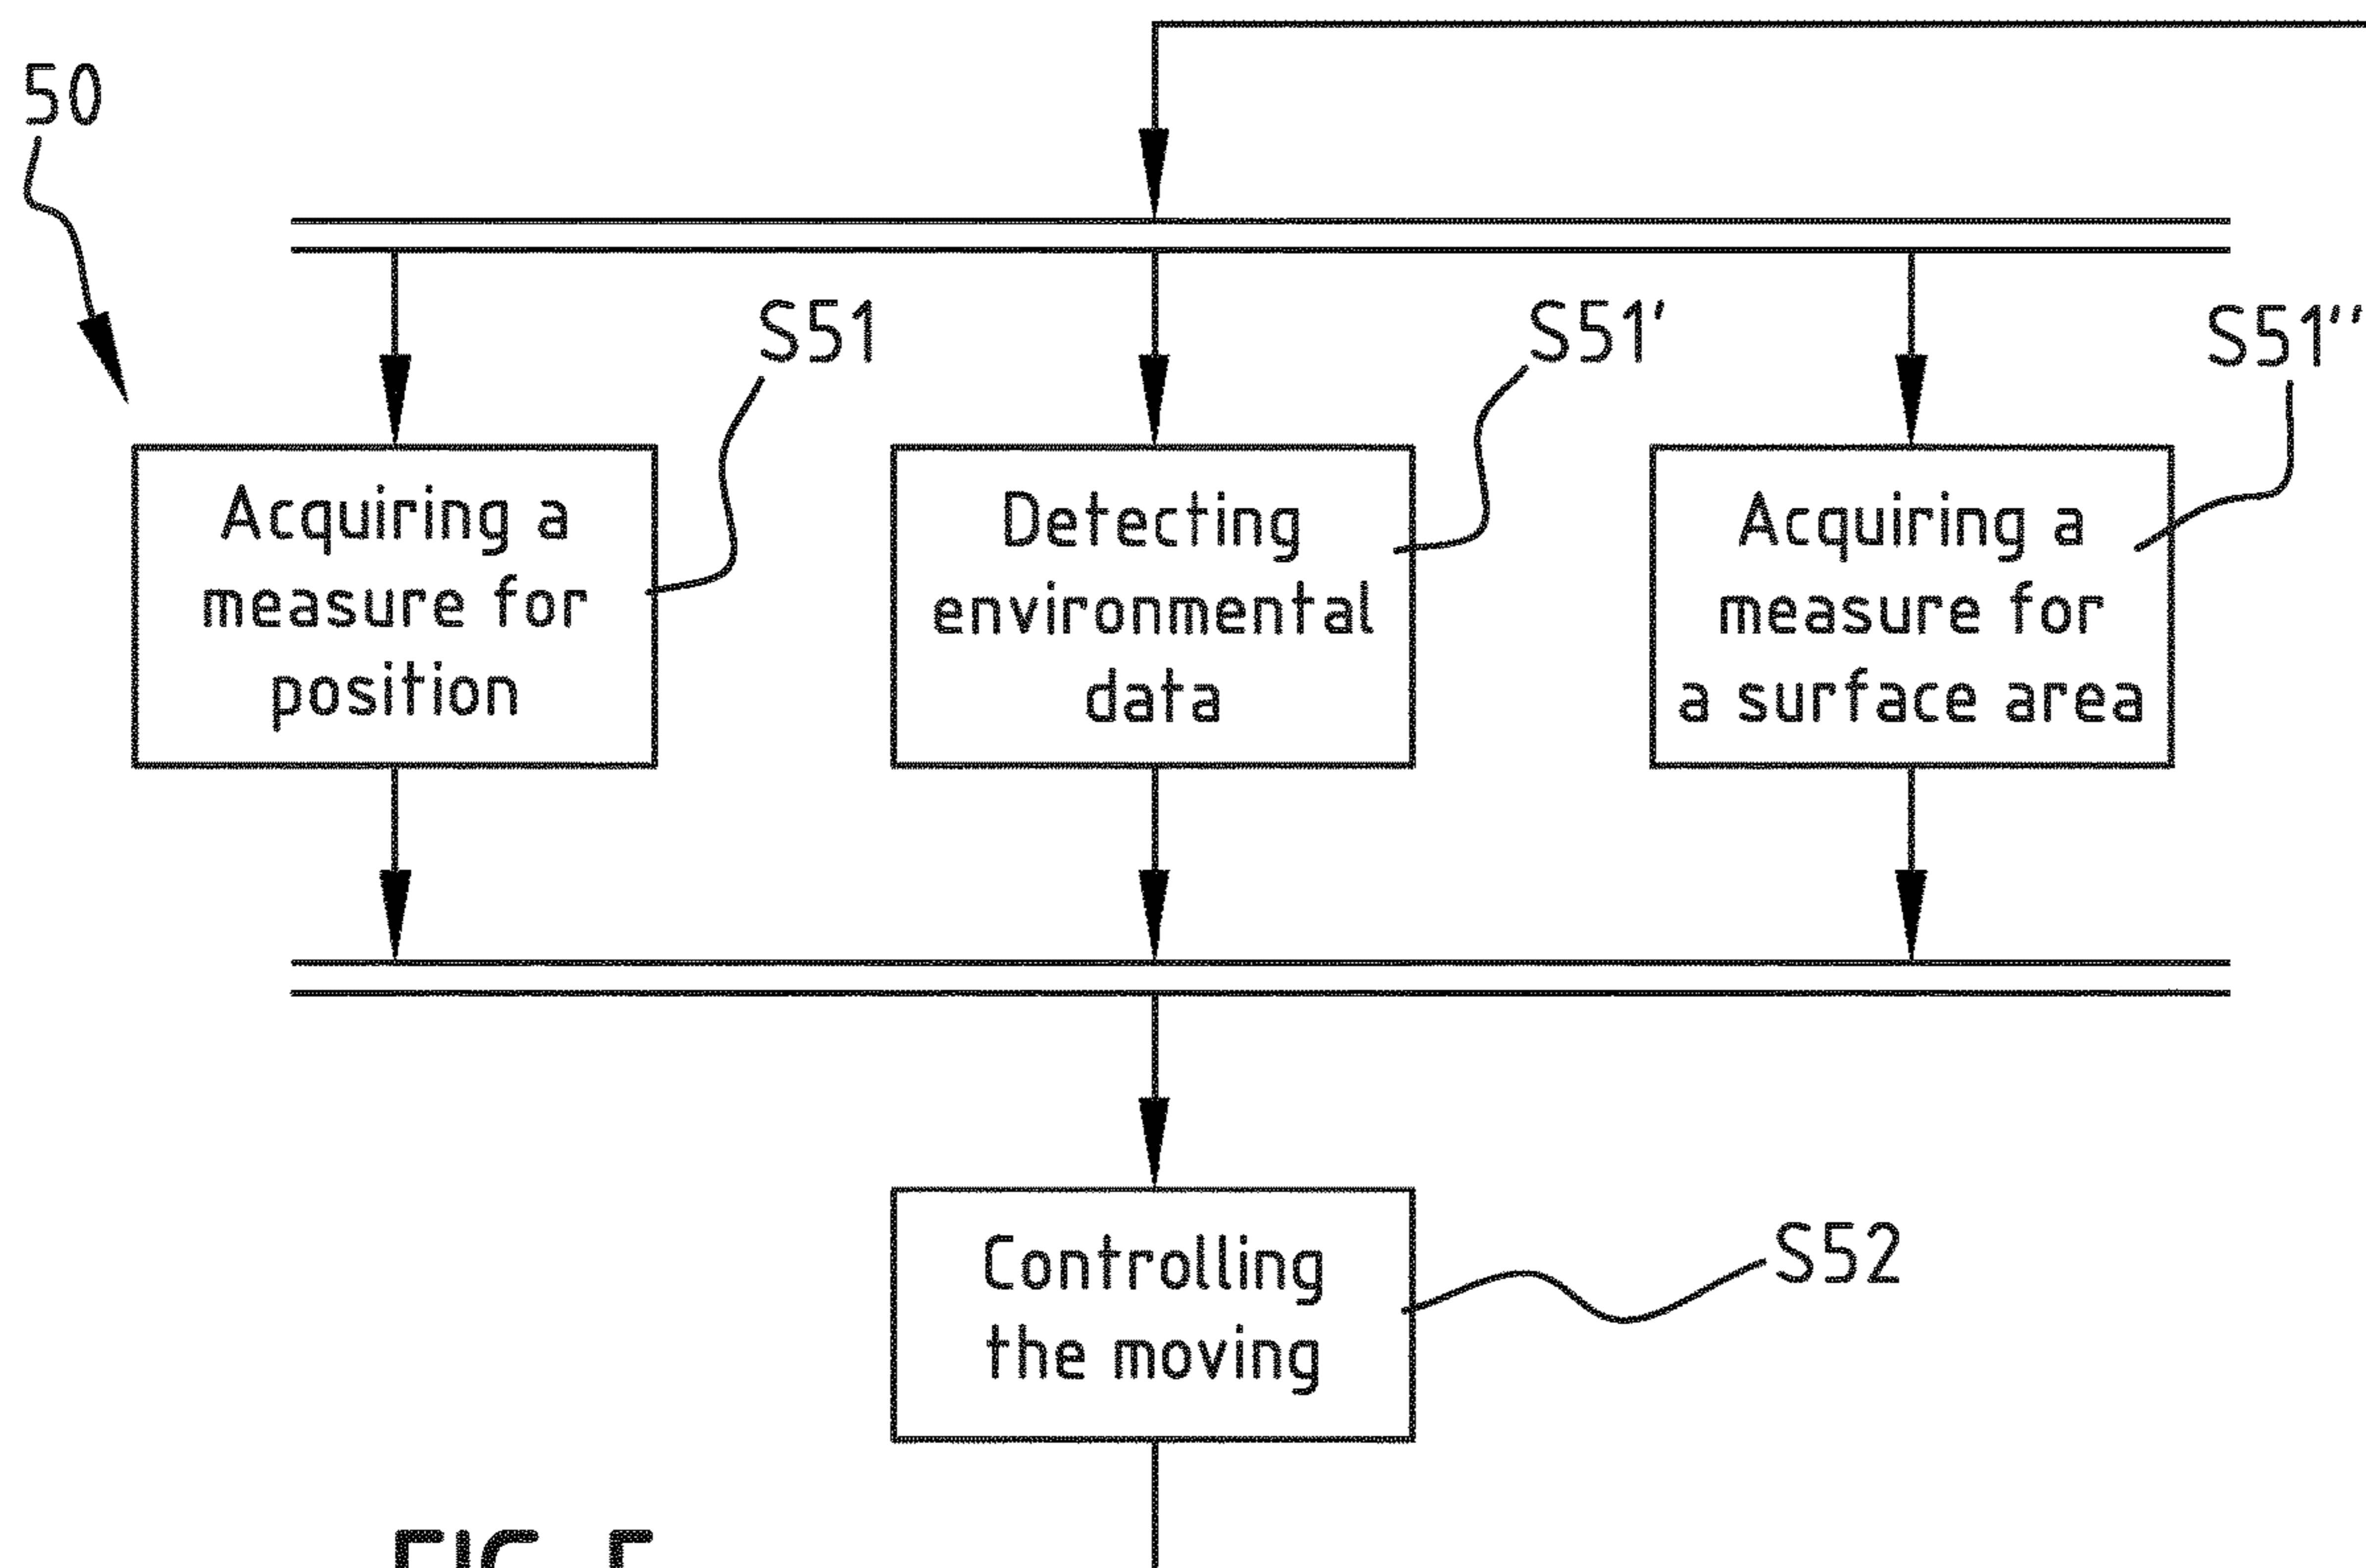 50
S51
S51'
S51''
Acquiring a
measure for
position
Detecting
environmental
data
Acquiring a
measure for
a surface area
Controlling
the moving
S52